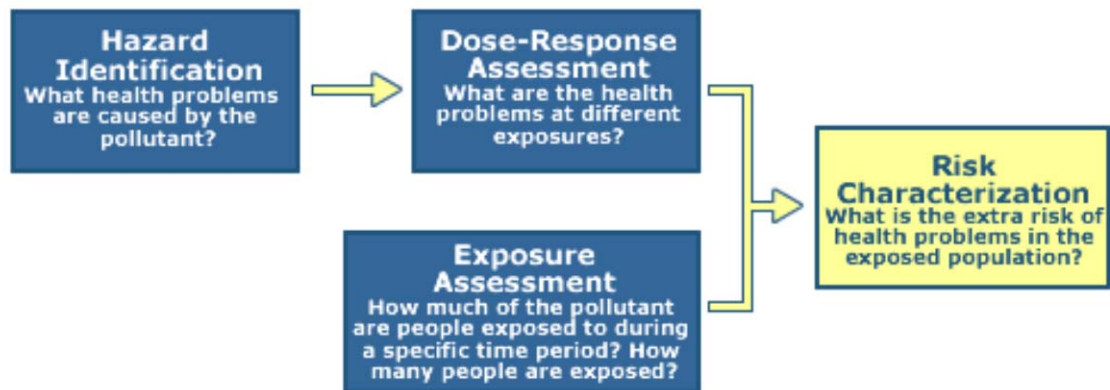 Hazard
Identification
What health problems
are caused by the
pollutant?
Dose-Response
Assessment
What are the health
problems at different
exposures?
Exposure
Assessment
How much of the pollutant
are people exposed to during
a specific time period? How
many people are exposed?
Risk
Characterization
What is the extra risk of
health problems in the
exposed population?